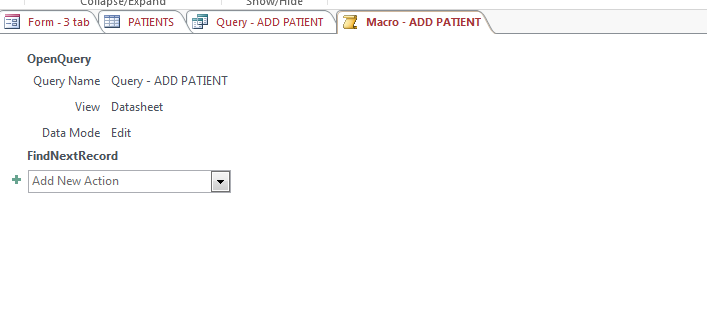 Collapse/Expand Show/Hide
Form - 3 tab PATIENTS Query - ADD PATIENT Macro - ADD PATIENT
OpenQuery
Query Name Query - ADD PATIENT
View Datasheet
Data Mode Edit
FindNextRecord
Add New Action